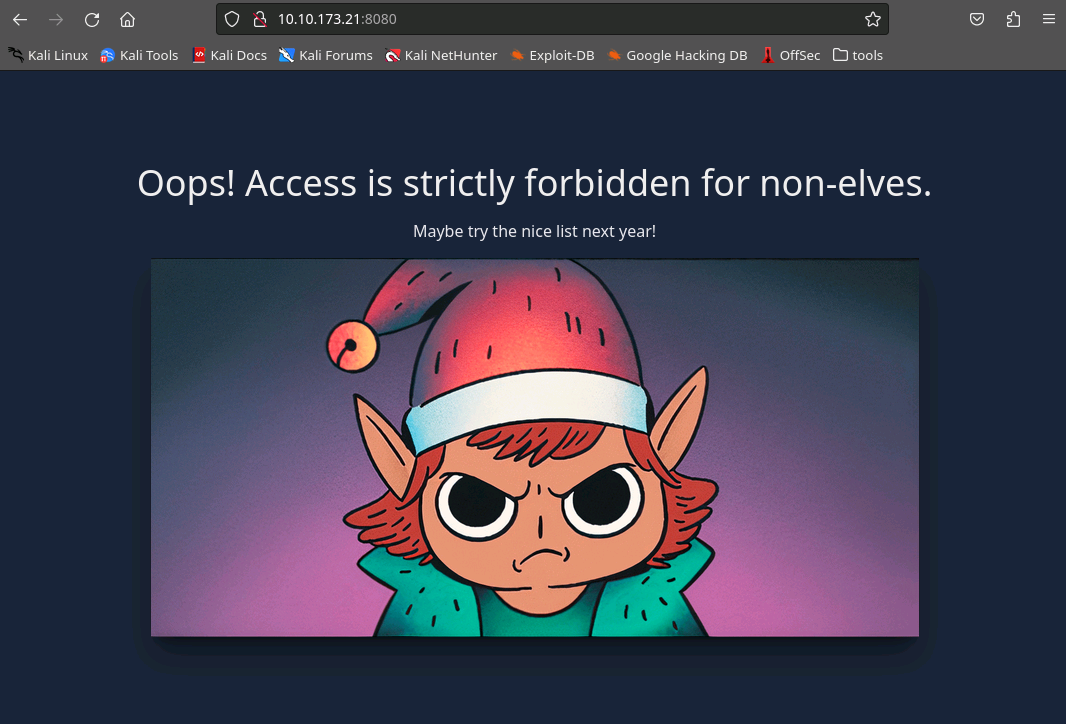 10.10.173.21:8080
Kali Linux Kali Tools Kali Docs Kali Forums Kali NetHunter Exploit-DB Google Hacking DB OffSec tools
Oops! Access is strictly forbidden for non-elves.
Maybe try the nice list next year!